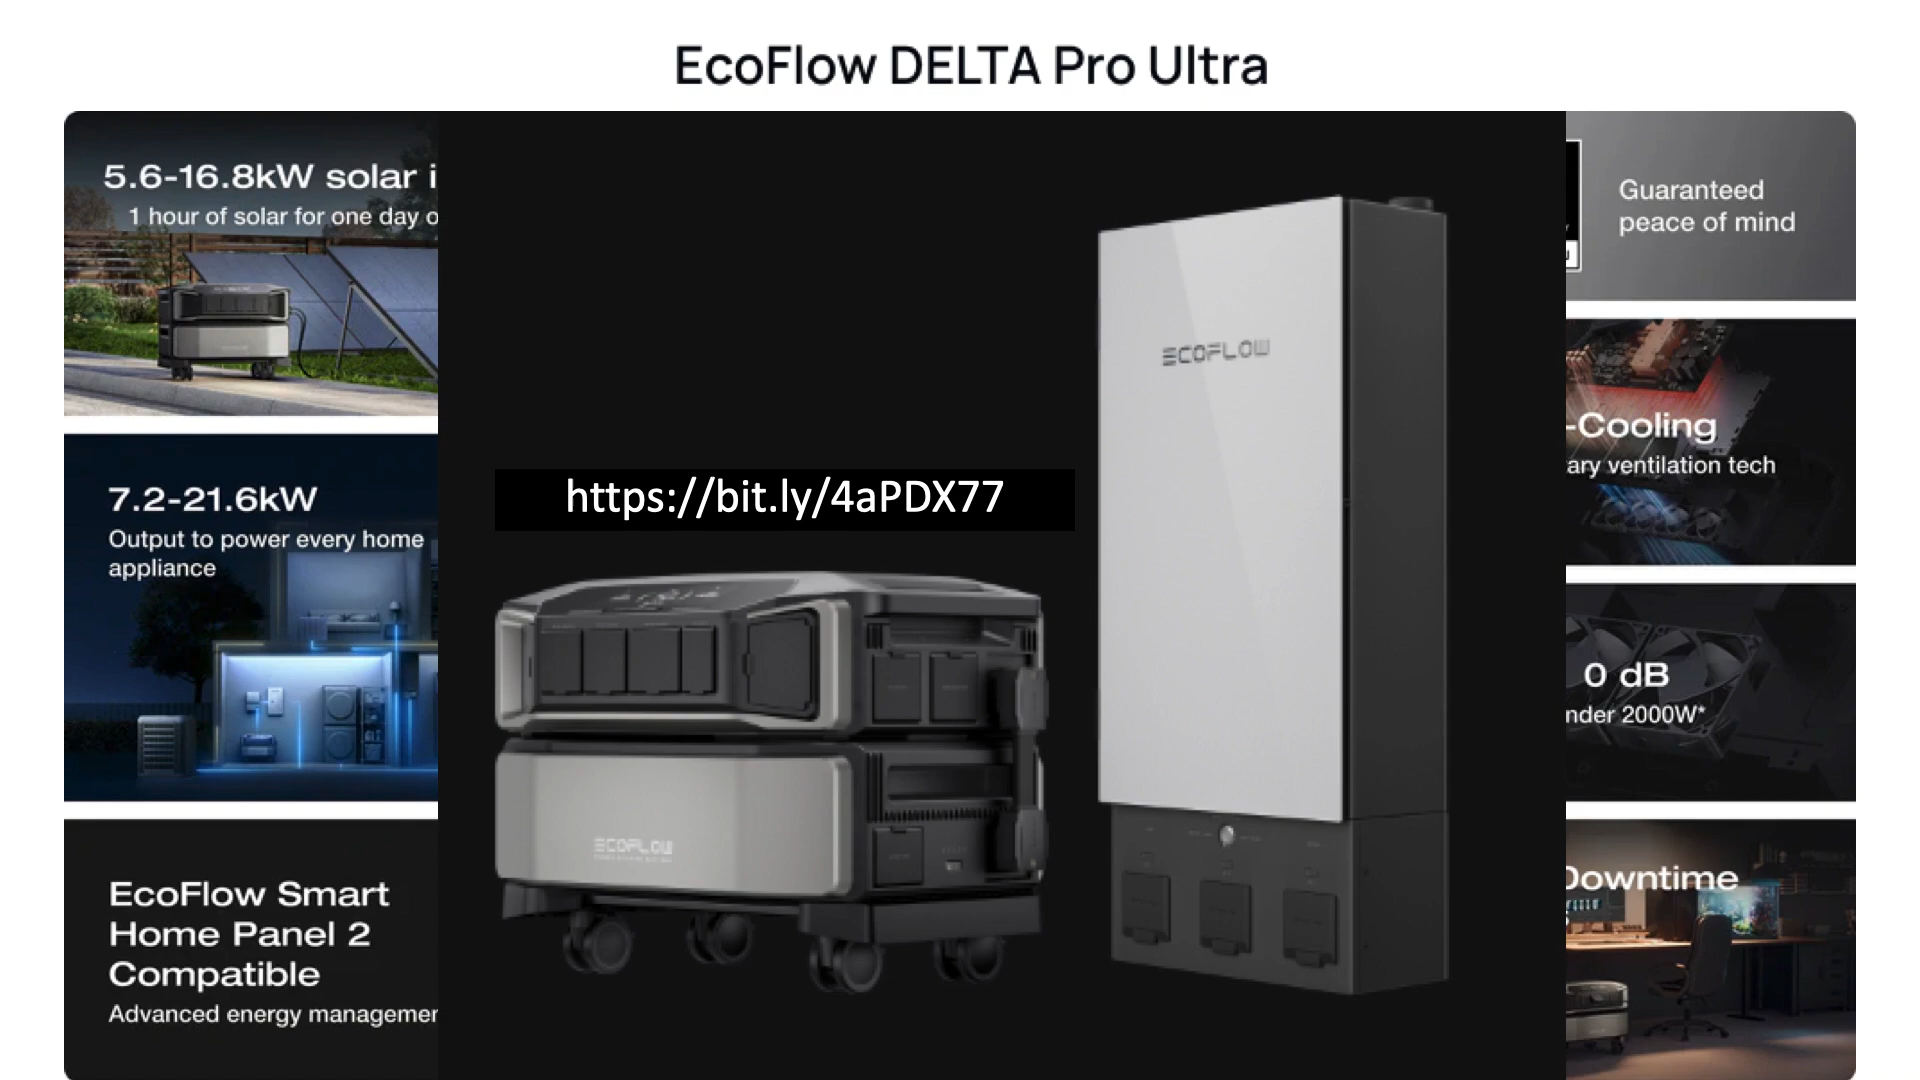 EcoFlow DELTA Pro Ultra
5.6-16.8kW solar i
1 hour of solar for one day o
7.2-21.6kW
Output to power every home
appliance
EcoFlow Smart
Home Panel 2
Compatible
Advanced energy managemen
https://bit.ly/4aPDX77
ECOFLOW
ECOFLOW
Guaranteed
peace of mind
-Cooling
ary ventilation tech
0 dB
nder 2000W*
Downtime